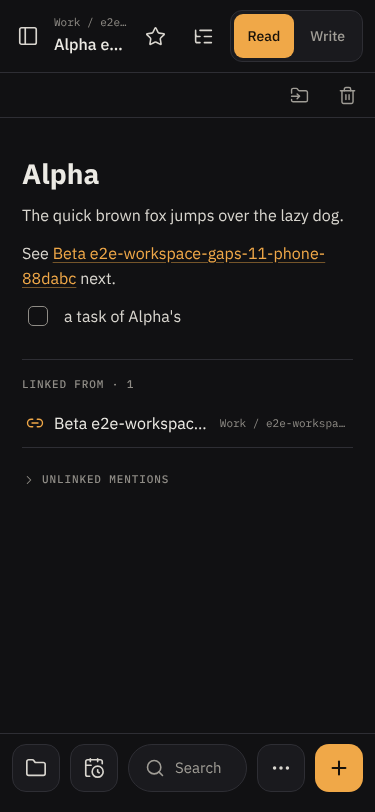 Work / e2e…
Alpha e…
Read
Write
Alpha
The quick brown fox jumps over the lazy dog.
See Beta e2e-workspace-gaps-11-phone-
88dabc next.
a task of Alpha's
LINKED FROM · 1
Beta e2e-workspac… Work / e2e-workspa…
UNLINKED MENTIONS
Search